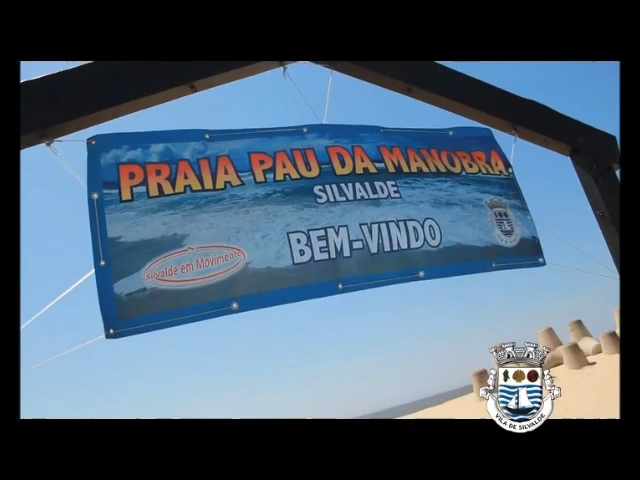 PRAIA PAU DA MANOBRA
SILVALDE
BEM-VINDO
Silvalde em Movimento
VILA DE SILVALDE